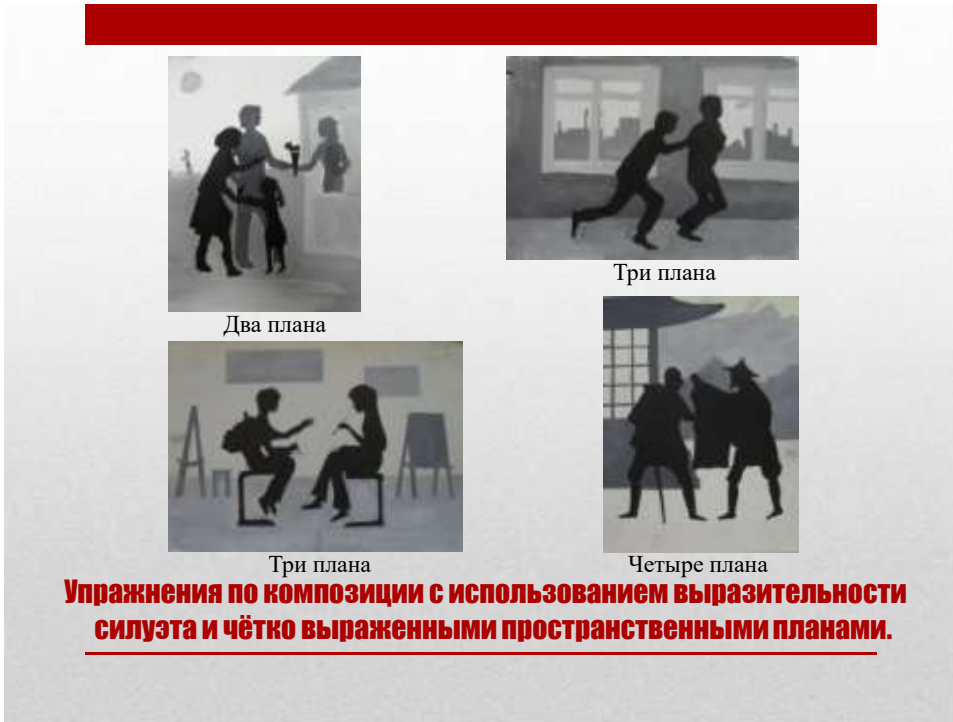 Три плана
Два плана
Три плана
Четыре плана
Упражнения по композиции с использованием выразительности
силуэта и чётко выраженными пространственными планами.